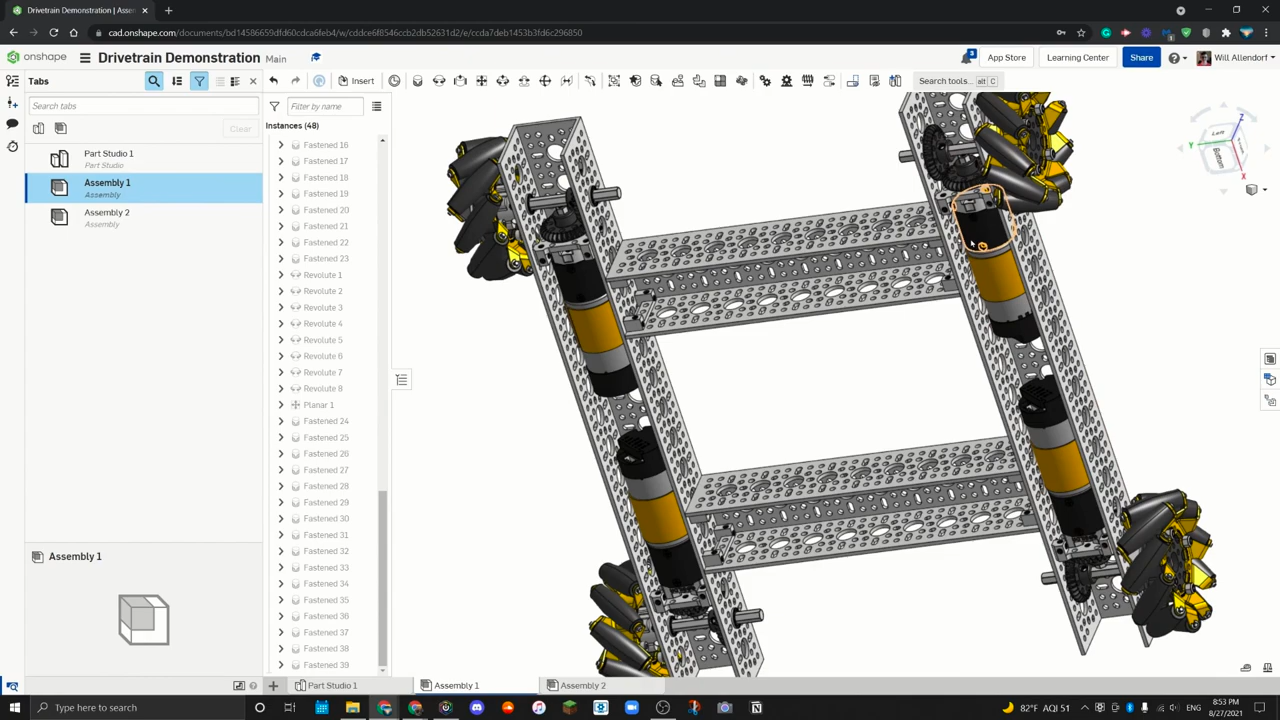 Drivetrain Demonstration | Assem
cad.onshape.com/documents/bd14586659dfd60cdca6feb4/w/cddce6f8546ccb2db52631d2/e/ccda7deb1453b3fd6c296850
onshape
Drivetrain Demonstration Main
3
App Store
Learning Center
Share
Will Allendorf
Tabs
Insert
Search tools...
alt C
Search tabs
Clear
Filter by name
Instances (48)
Part Studio 1
Part Studio
Assembly 1
Assembly
Assembly 2
Assembly
Fastened 16
Fastened 17
Fastened 18
Fastened 19
Fastened 20
Fastened 21
Fastened 22
Fastened 23
Revolute 1
Revolute 2
Revolute 3
Revolute 4
Revolute 5
Revolute 6
Revolute 7
Revolute 8
Planar 1
Fastened 24
Fastened 25
Fastened 26
Fastened 27
Fastened 28
Fastened 29
Fastened 30
Fastened 31
Fastened 32
Fastened 33
Fastened 34
Fastened 35
Fastened 36
Fastened 37
Fastened 38
Fastened 39
Z
Left
Y
Bottom
X
Assembly 1
Part Studio 1
Assembly 1
Assembly 2
Type here to search
82°F AQI 51
ENG
8:53 PM
8/27/2021